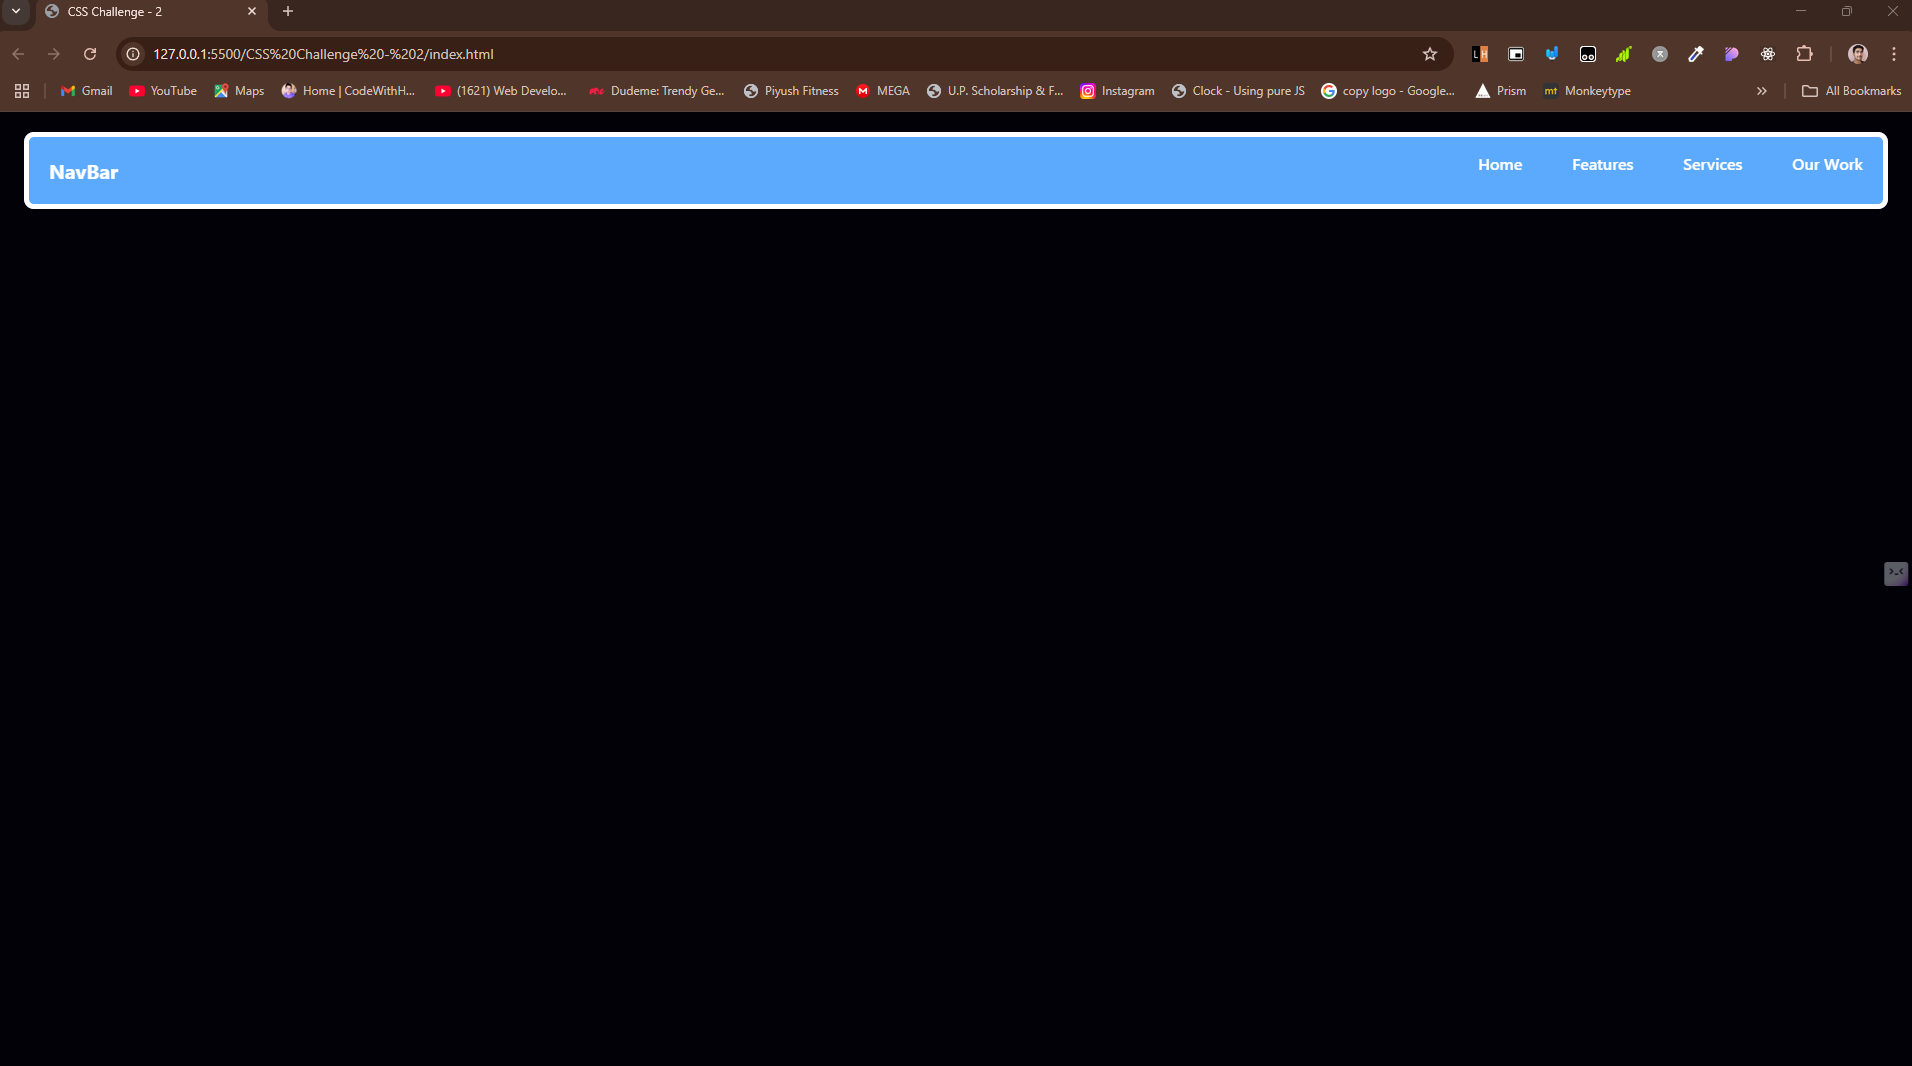 CSS Challenge - 2
127.0.0.1:5500/CSS%20Challenge%20-%202/index.html
Gmail YouTube Maps Home | CodeWithH... (1621) Web Develo... Dudeme: Trendy Ge... Piyush Fitness MEGA U.P. Scholarship & F... Instagram Clock - Using pure JS copy logo - Google... Prism mt Monkeytype » All Bookmarks
NavBar Home Features Services Our Work